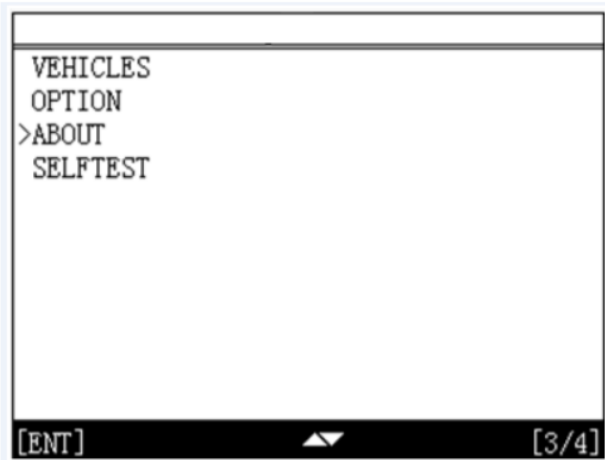 VEHICLES
OPTION
>ABOUT
SELFTEST
[ENT] [3/4]